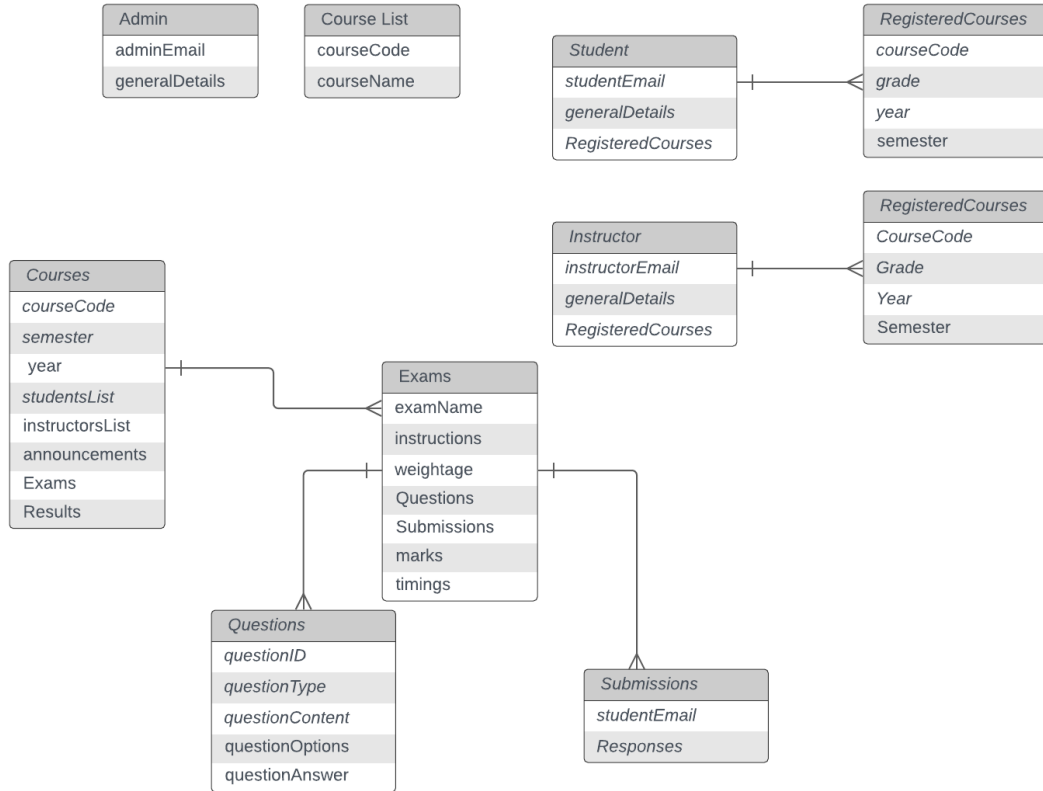 Admin
adminEmail
generalDetails
Course List
courseCode
courseName
Student
studentEmail
generalDetails
RegisteredCourses
RegisteredCourses
courseCode
grade
year
semester
Instructor
instructorEmail
generalDetails
RegisteredCourses
RegisteredCourses
CourseCode
Grade
Year
Semester
Courses
courseCode
semester
year
studentsList
instructorsList
announcements
Exams
Results
Exams
examName
instructions
weightage
Questions
Submissions
marks
timings
Questions
questionID
questionType
questionContent
questionOptions
questionAnswer
Submissions
studentEmail
Responses